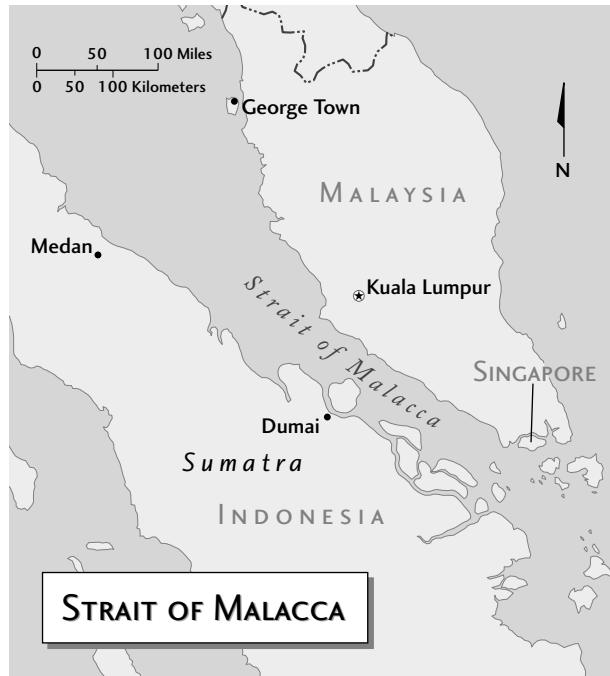 0 50 100 Miles
0 50 100 Kilometers
George Town
N
MALAYSIA
Medan
Kuala Lumpur
Strait of Malacca
SINGAPORE
Dumai
Sumatra
INDONESIA
STRAIT OF MALACCA